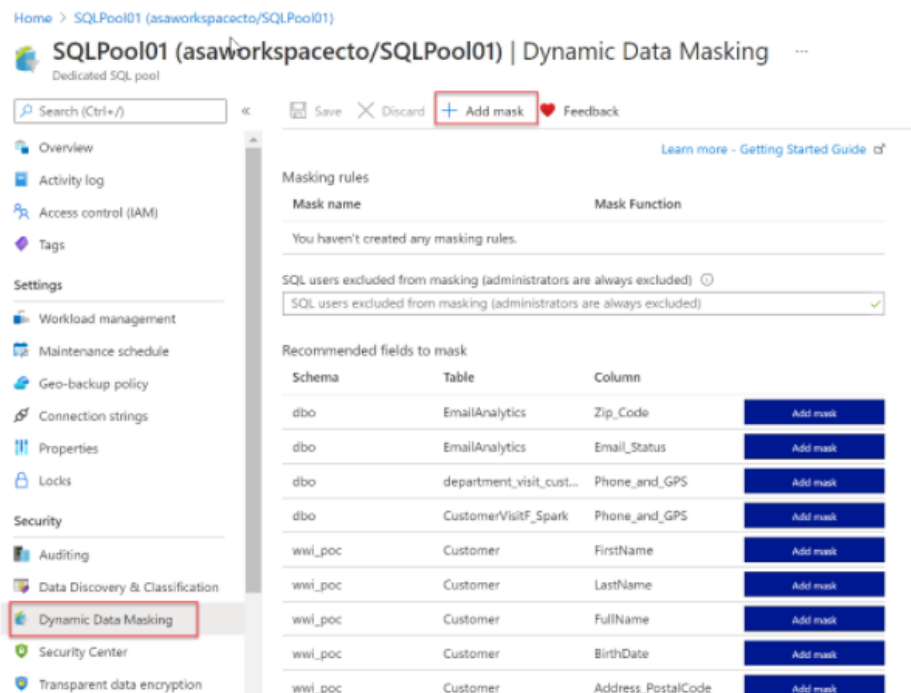 Home > SQLPool01 (asaworkspacecto/SQLPool01)
SQLPool01 (asaworkspacecto/SQLPool01) | Dynamic Data Masking ...
Dedicated SQL pool
Search (Ctrl+/) «
Save Discard + Add mask Feedback
Overview
Activity log
Access control (IAM)
Tags
Settings
Workload management
Maintenance schedule
Geo-backup policy
Connection strings
Properties
Locks
Security
Auditing
Data Discovery & Classification
Dynamic Data Masking
Security Center
Transparent data encryption
Learn more - Getting Started Guide
Masking rules
Mask name Mask Function
You haven't created any masking rules.
SQL users excluded from masking (administrators are always excluded)
SQL users excluded from masking (administrators are always excluded)
Recommended fields to mask
Schema Table Column
dbo EmailAnalytics Zip_Code Add mask
dbo EmailAnalytics Email_Status Add mask
dbo department_visit_cust... Phone_and_GPS Add mask
dbo CustomerVisitF_Spark Phone_and_GPS Add mask
wwi_poc Customer FirstName Add mask
wwi_poc Customer LastName Add mask
wwi_poc Customer FullName Add mask
wwi_poc Customer BirthDate Add mask
wwi_poc Customer Address_PostalCode Add mask